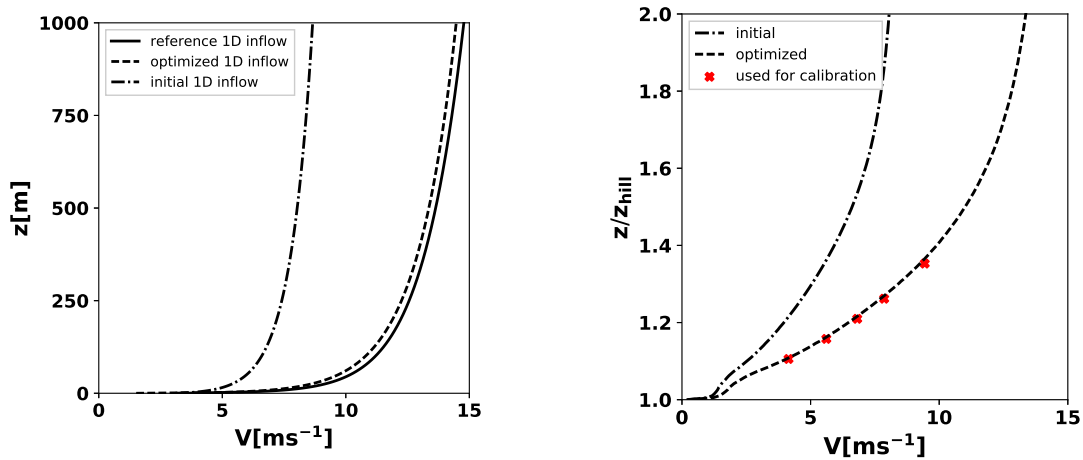 1000
750
500
250
0
z[m]
reference 1D inflow
optimized 1D inflow
initial 1D inflow
0
5
10
15
V[ms⁻¹]
2.0
1.8
1.6
1.4
1.2
1.0
z/z_hill
initial
optimized
used for calibration
0
5
10
15
V[ms⁻¹]